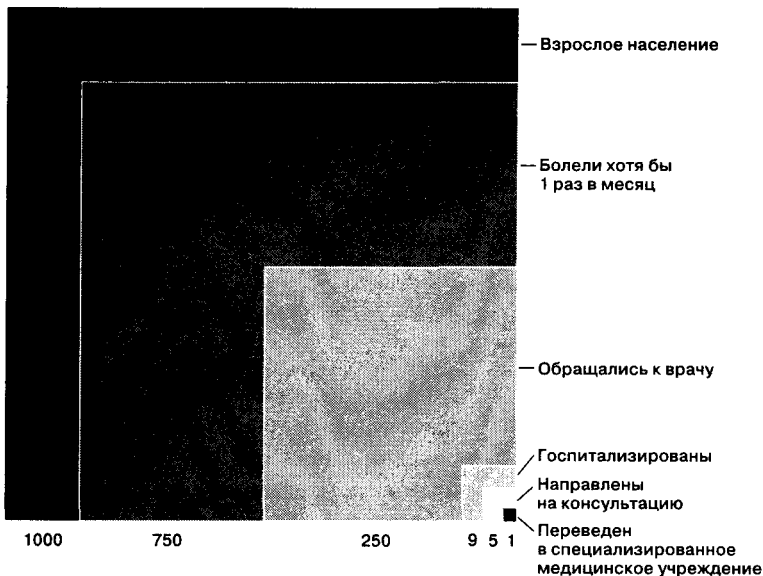 Взрослое население
Болели хотя бы
1 раз в месяц
Обращались к врачу
Госпитализированы
Направлены
на консультацию
Переведен
в специализированное
медицинское учреждение
1000 750 250 9 5 1